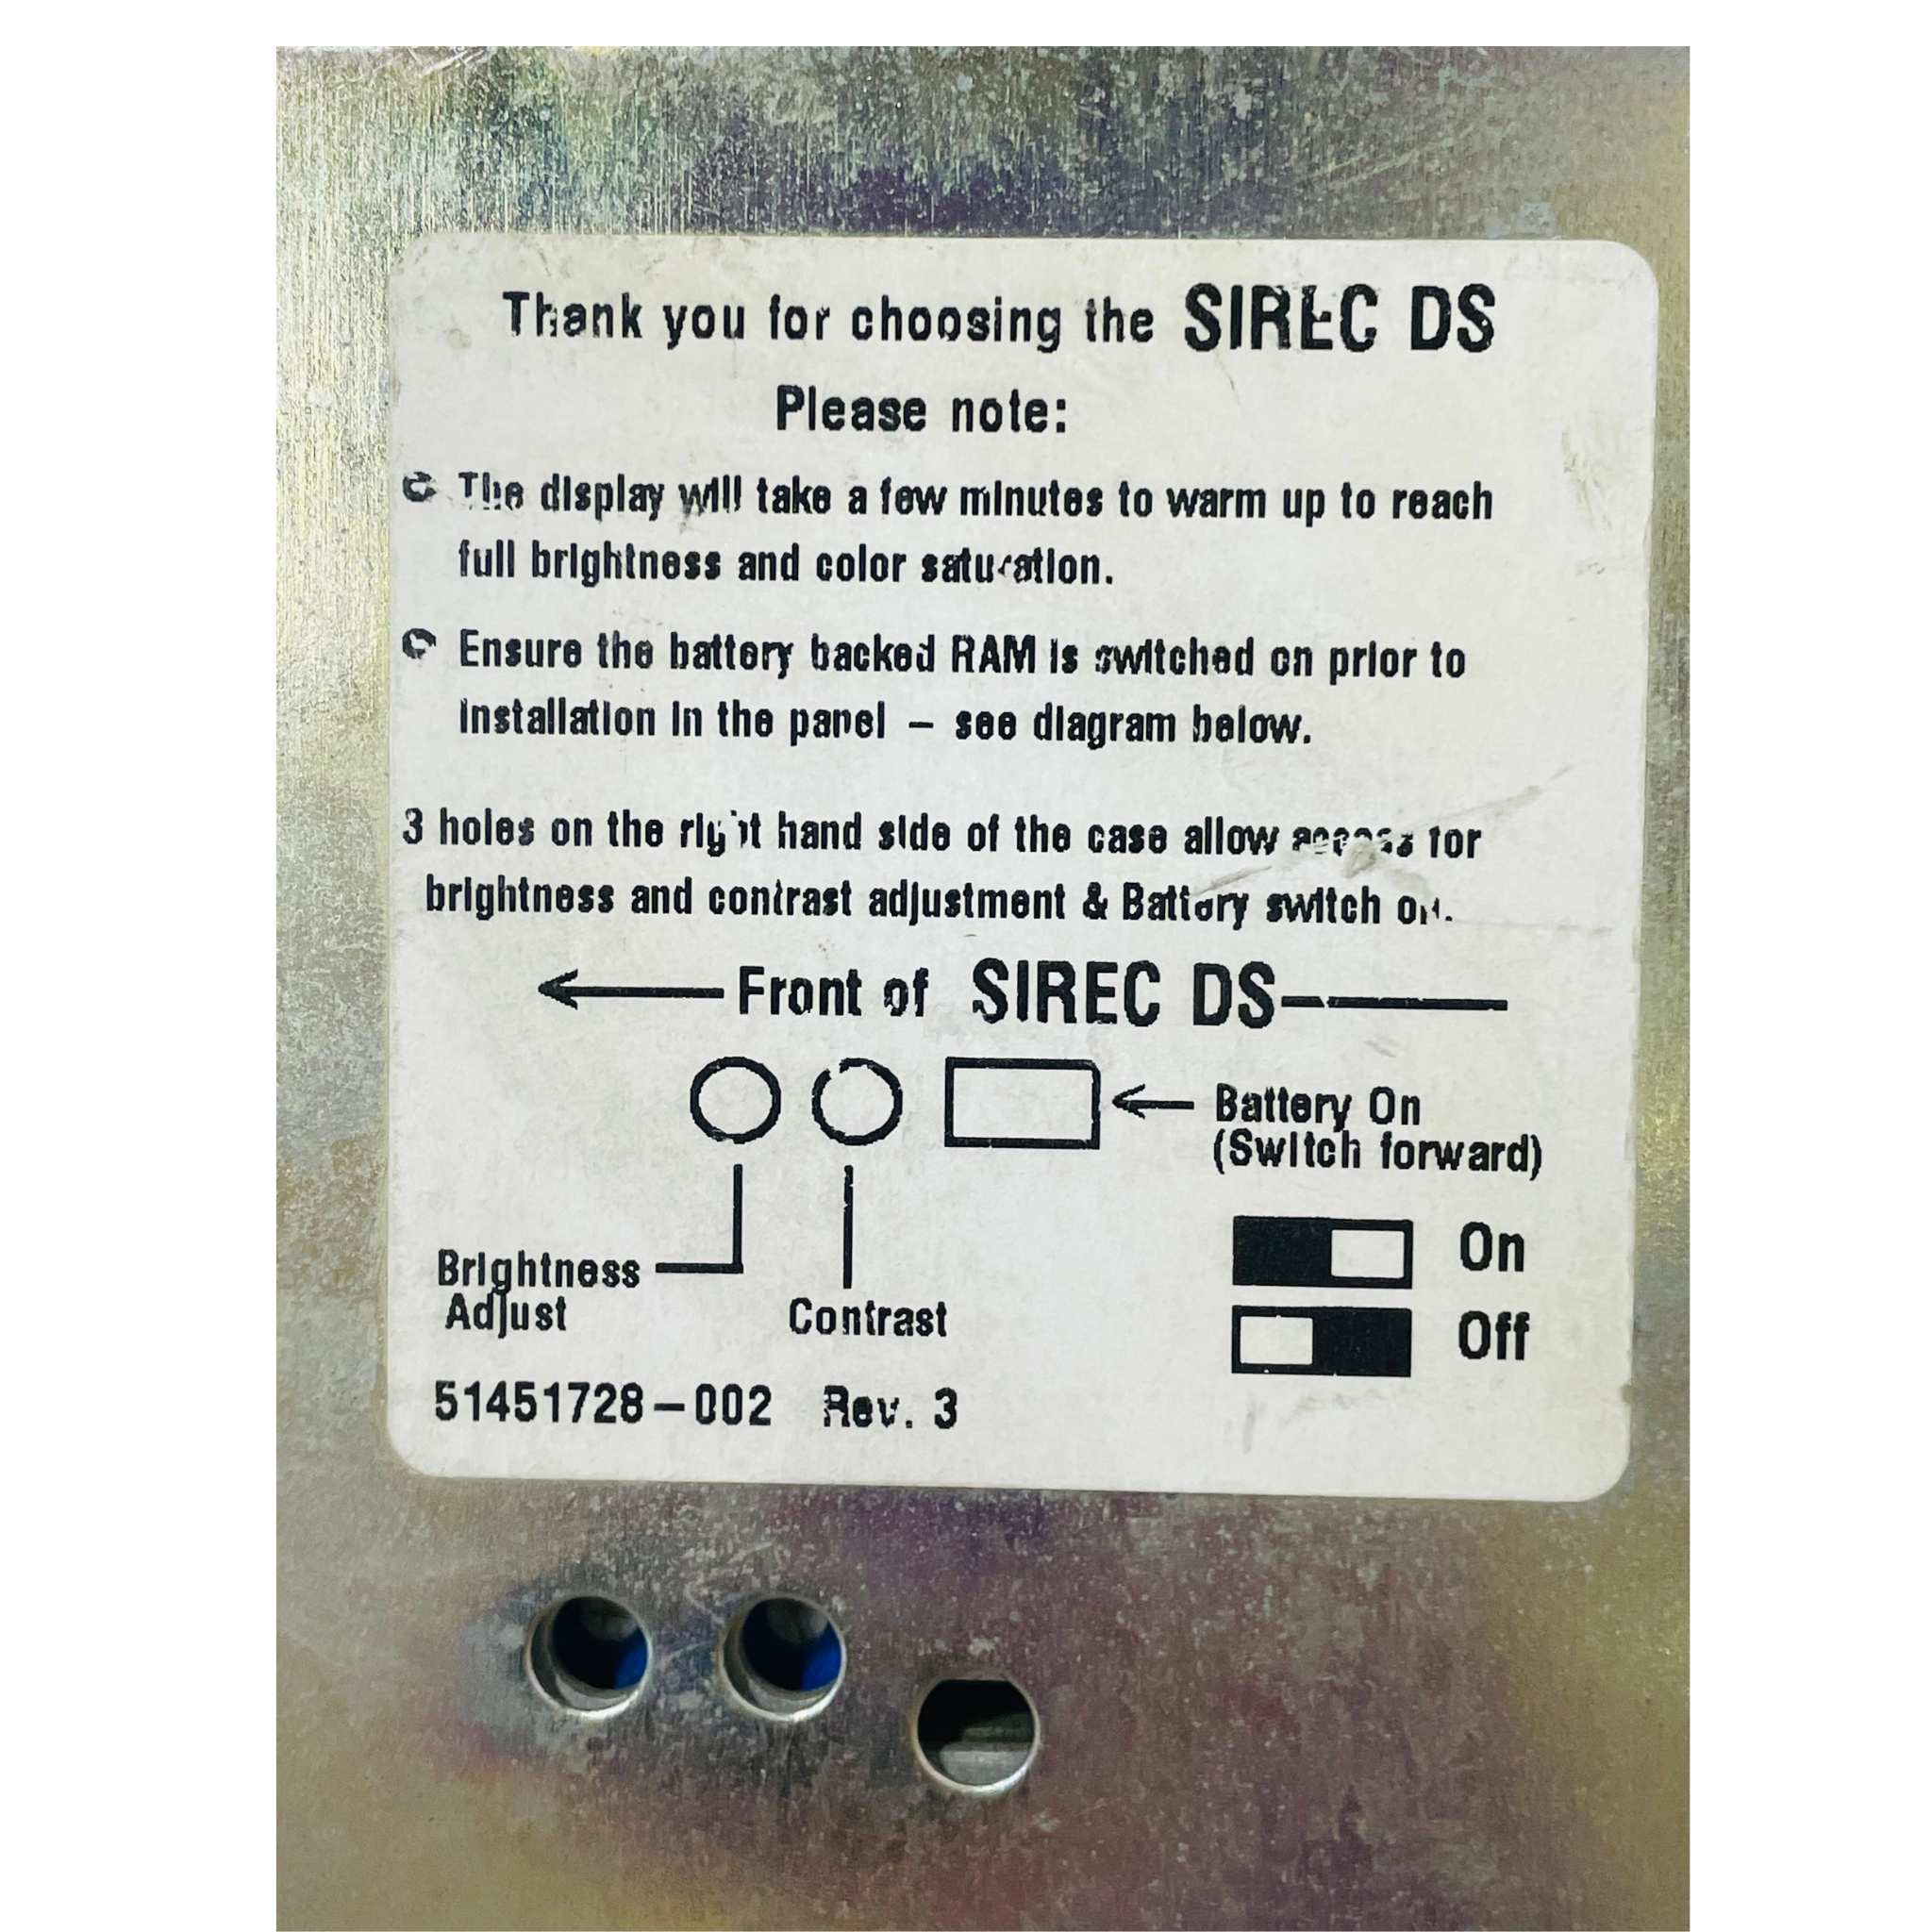 Thank you for choosing the SIREC DS
Please note:
The display will take a few minutes to warm up to reach
full brightness and color saturation.
Ensure the battery backed RAM is switched on prior to
installation in the panel – see diagram below.
3 holes on the right hand side of the case allow access for
brightness and contrast adjustment & Battery switch on.
Front of SIREC DS
Battery On
(Switch forward)
On
Brightness
Adjust
Contrast
Off
51451728–002 Rev. 3